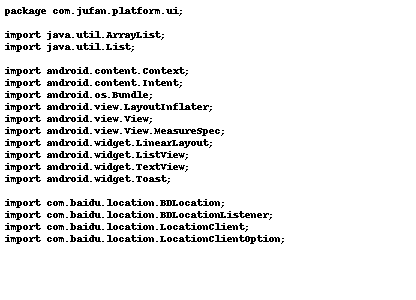 package com.jufan.platform.ui;

import java.util.ArrayList;
import java.util.List;

import android.content.Context;
import android.content.Intent;
import android.os.Bundle;
import android.view.LayoutInflater;
import android.view.View;
import android.view.View.MeasureSpec;
import android.widget.LinearLayout;
import android.widget.ListView;
import android.widget.TextView;
import android.widget.Toast;

import com.baidu.location.BDLocation;
import com.baidu.location.BDLocationListener;
import com.baidu.location.LocationClient;
import com.baidu.location.LocationClientOption;